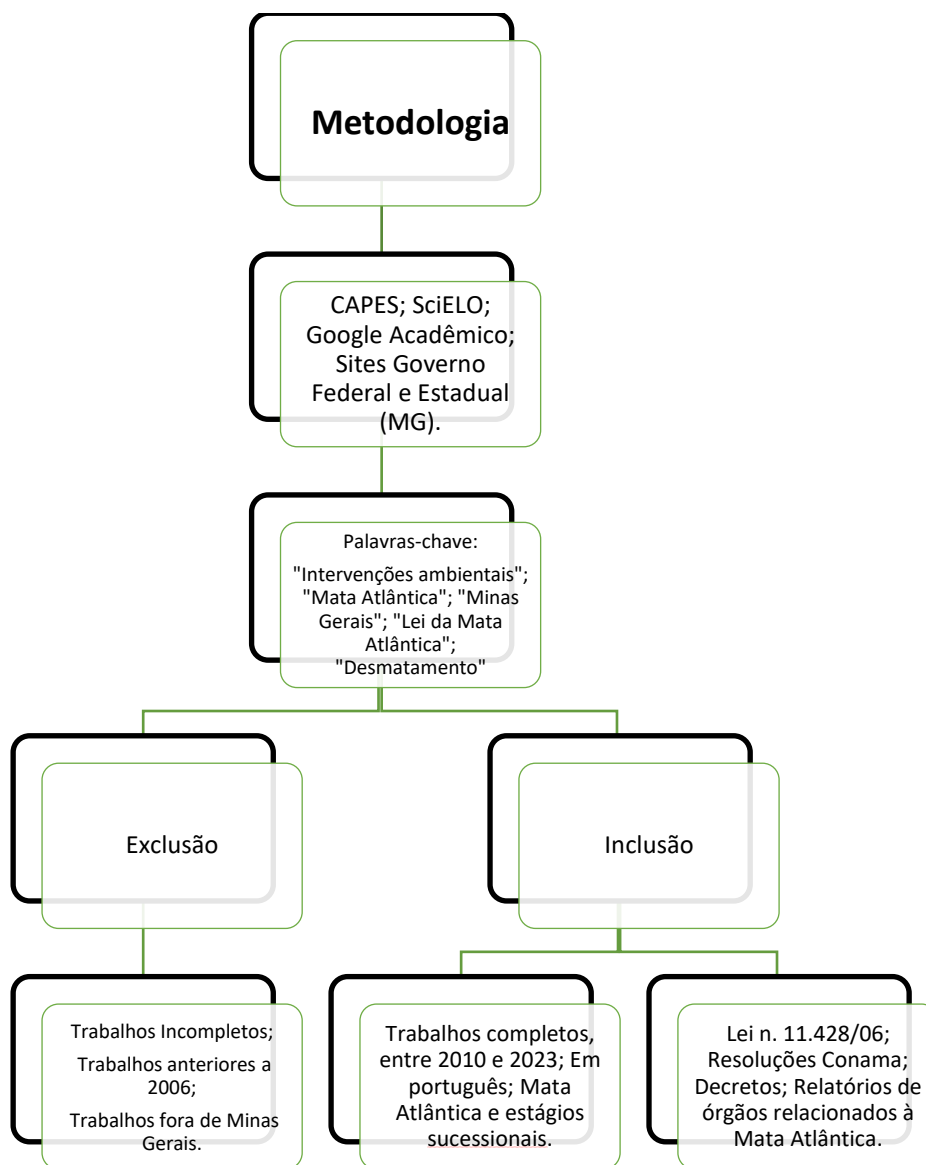 Metodologia
CAPES; SciELO;
Google Acadêmico;
Sites Governo
Federal e Estadual
(MG).
Palavras-chave:
"Intervenções ambientais";
"Mata Atlântica"; "Minas
Gerais"; "Lei da Mata
Atlântica";
"Desmatamento"
Exclusão
Inclusão
Trabalhos Incompletos;
Trabalhos anteriores a
2006;
Trabalhos fora de Minas
Gerais.
Trabalhos completos,
entre 2010 e 2023; Em
português; Mata
Atlântica e estágios
sucessionais.
Lei n. 11.428/06;
Resoluções Conama;
Decretos; Relatórios de
órgãos relacionados à
Mata Atlântica.